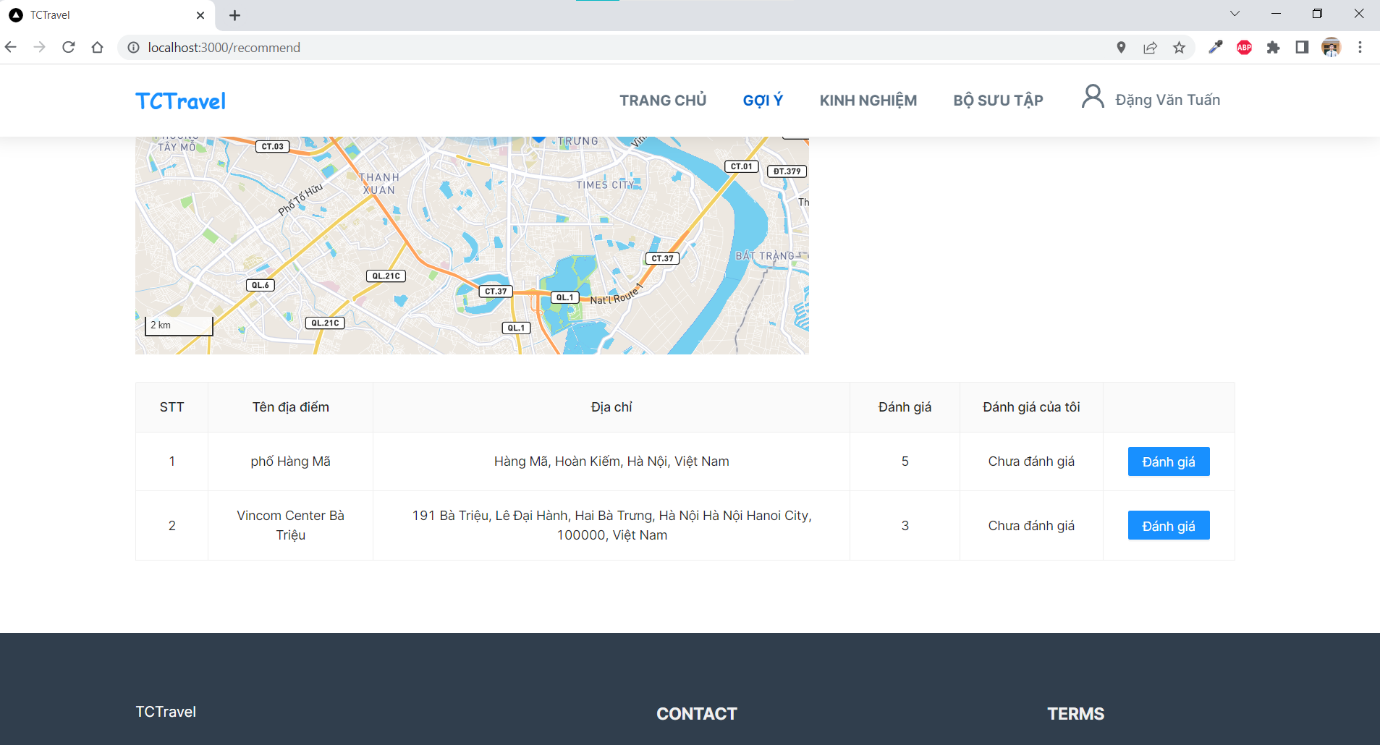 TCTravel
localhost:3000/recommend
ABP
TCTravel
TRANG CHỦ
GỢI Ý
KINH NGHIỆM
BỘ SƯU TẬP
Đặng Văn Tuấn
TÂY MỖ
CT.03
TRƯNG
CT.01
ĐT.379
THANH
XUÂN
TIMES CITY
Phố Tố Hữu
CT.37
BÁT TRÀNG
QL.21C
QL.6
CT.37
QL.1
Nat'l Route 1
2 km
QL.21C
QL.1
STT
Tên địa điểm
Địa chỉ
Đánh giá
Đánh giá của tôi
1
phố Hàng Mã
Hàng Mã, Hoàn Kiếm, Hà Nội, Việt Nam
5
Chưa đánh giá
Đánh giá
2
Vincom Center Bà
Triệu
191 Bà Triệu, Lê Đại Hành, Hai Bà Trưng, Hà Nội Hà Nội Hanoi City,
100000, Việt Nam
3
Chưa đánh giá
Đánh giá
TCTravel
CONTACT
TERMS